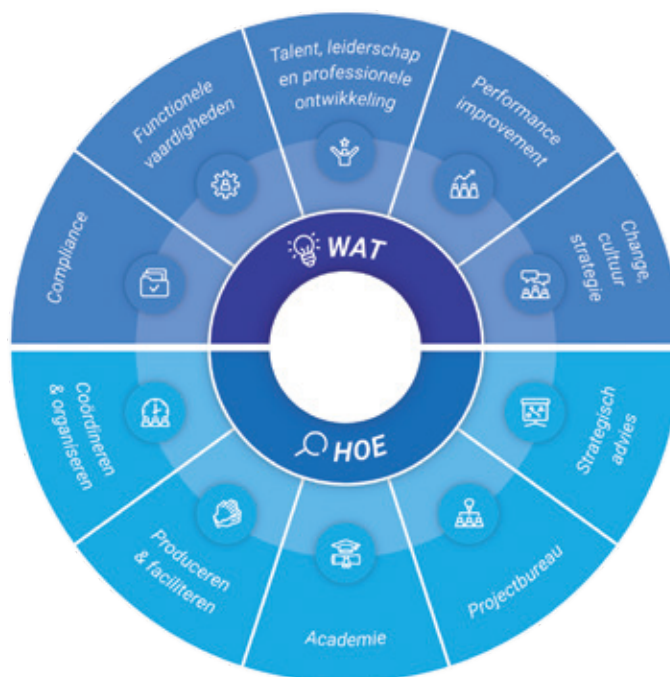 Talent, leiderschap
en professionele
ontwikkeling
Performance
improvement
Change,
cultuur
strategie
Functionele
vaardigheden
Compliance
WAT
HOE
Coördineren
& organiseren
Produceren
& faciliteren
Academie
Projectbureau
Strategisch
advies